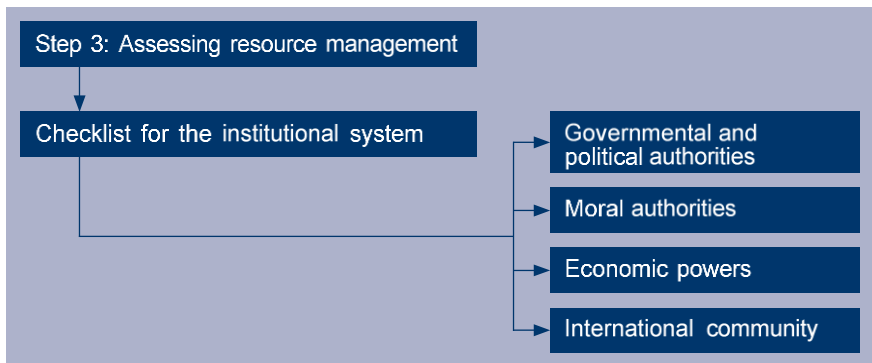 Step 3: Assessing resource management
Checklist for the institutional system
Governmental and
political authorities
Moral authorities
Economic powers
International community